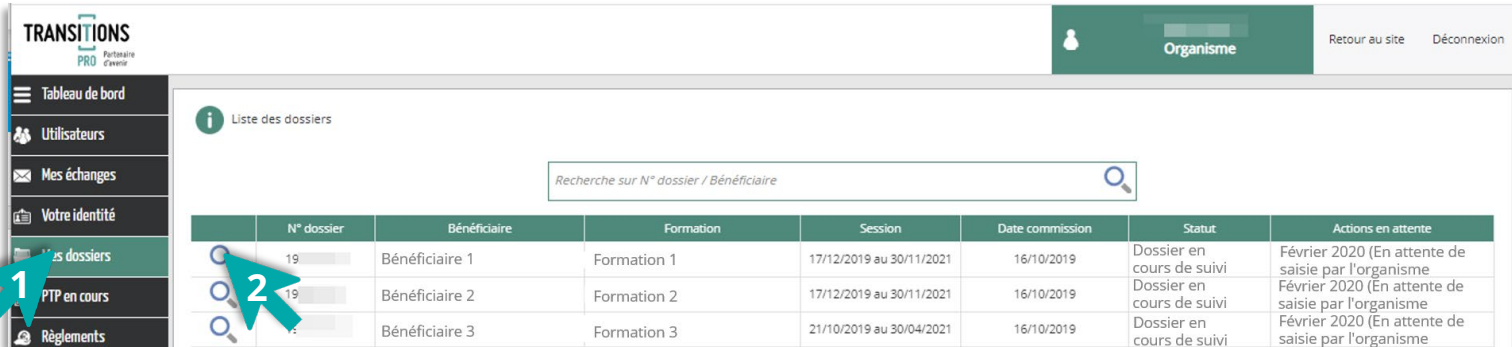 TRANSITIONS
PRO Partenaire d'avenir
Organisme
Retour au site Déconnexion
Tableau de bord
Utilisateurs
Mes échanges
Votre identité
dossiers
PTP en cours
Règlements
1
2
i Liste des dossiers
Recherche sur N° dossier / Bénéficiaire
N° dossier Bénéficiaire Formation Session Date commission Statut Actions en attente
19 Bénéficiaire 1 Formation 1 17/12/2019 au 30/11/2021 16/10/2019 Dossier en cours de suivi Février 2020 (En attente de saisie par l'organisme
19 Bénéficiaire 2 Formation 2 17/12/2019 au 30/11/2021 16/10/2019 Dossier en cours de suivi Février 2020 (En attente de saisie par l'organisme
Bénéficiaire 3 Formation 3 21/10/2019 au 30/04/2021 16/10/2019 Dossier en cours de suivi Février 2020 (En attente de saisie par l'organisme